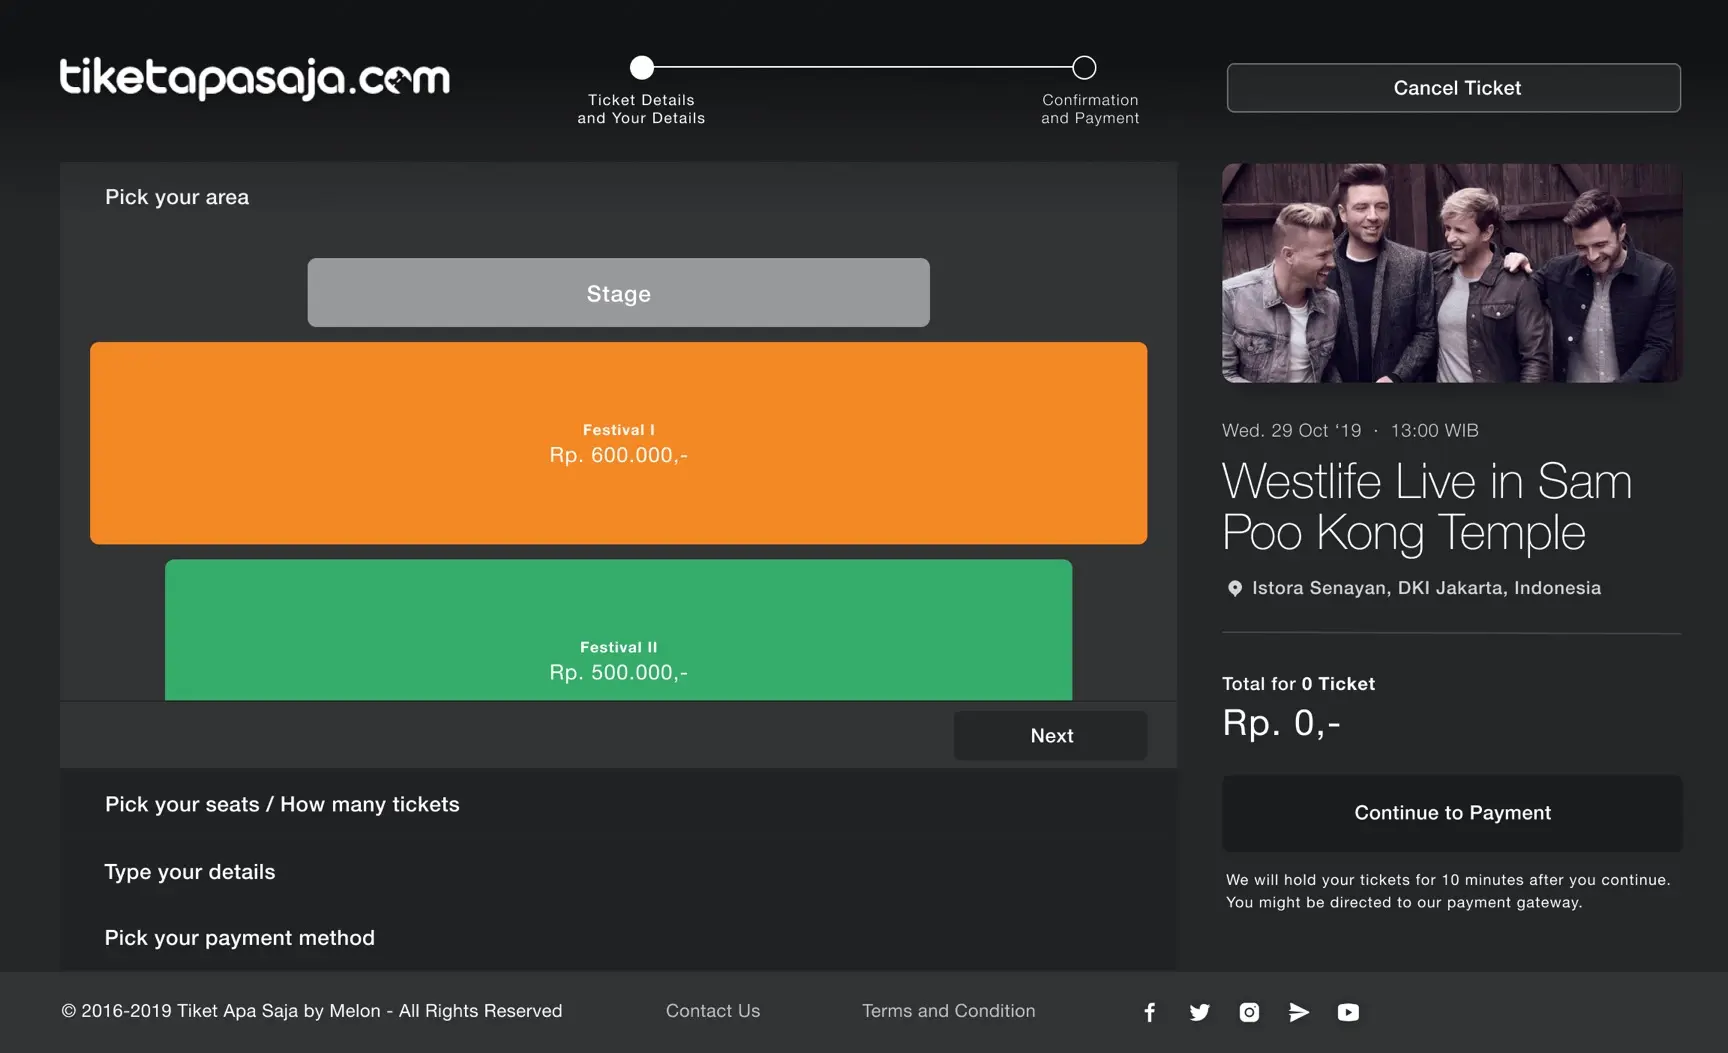 tiketapasaja.com
Ticket Details
and Your Details
Confirmation
and Payment
Cancel Ticket
Pick your area
Stage
Festival I
Rp. 600.000,-
Festival II
Rp. 500.000,-
Next
Pick your seats / How many tickets
Type your details
Pick your payment method
Wed. 29 Oct ‘19 · 13:00 WIB
Westlife Live in Sam
Poo Kong Temple
Istora Senayan, DKI Jakarta, Indonesia
Total for 0 Ticket
Rp. 0,-
Continue to Payment
We will hold your tickets for 10 minutes after you continue.
You might be directed to our payment gateway.
© 2016-2019 Tiket Apa Saja by Melon - All Rights Reserved
Contact Us
Terms and Condition